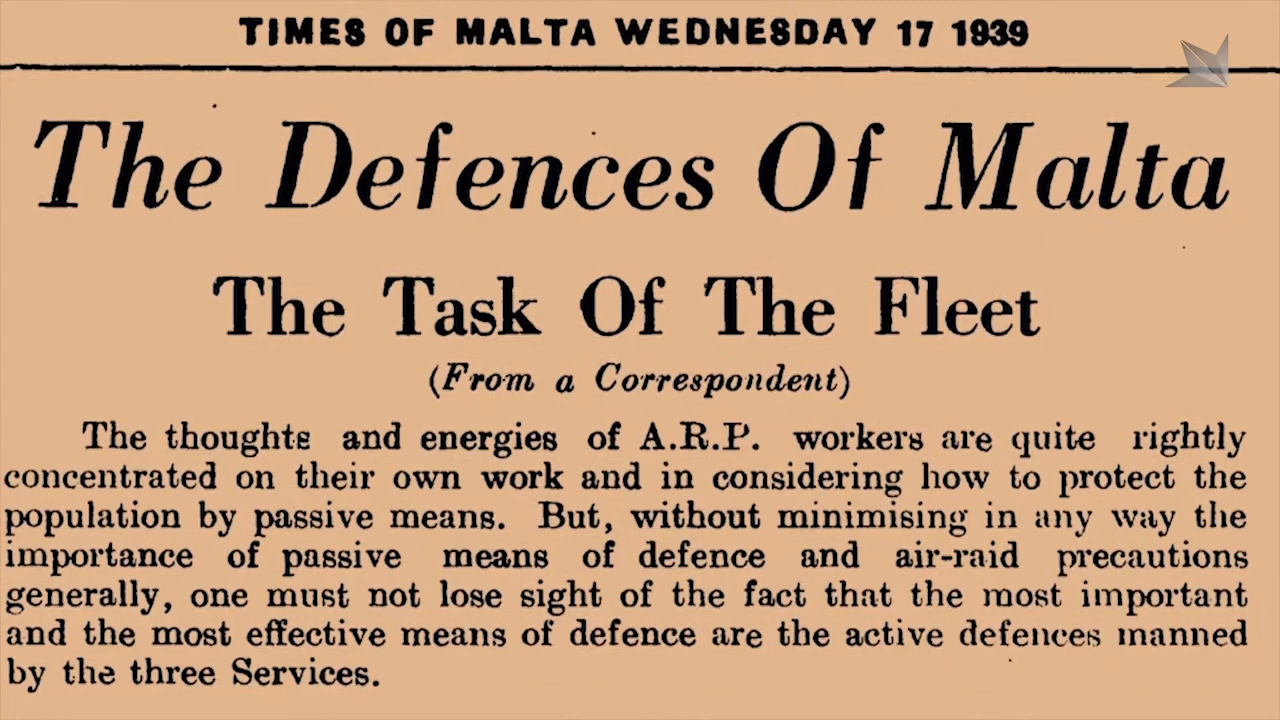 TIMES OF MALTA WEDNESDAY 17 1939
The Defences Of Malta
The Task Of The Fleet
(From a Correspondent)
The thoughts and energies of A.R.P. workers are quite rightly
concentrated on their own work and in considering how to protect the
population by passive means. But, without minimising in any way the
importance of passive means of defence and air-raid precautions
generally, one must not lose sight of the fact that the most important
and the most effective means of defence are the active defences manned
by the three Services.